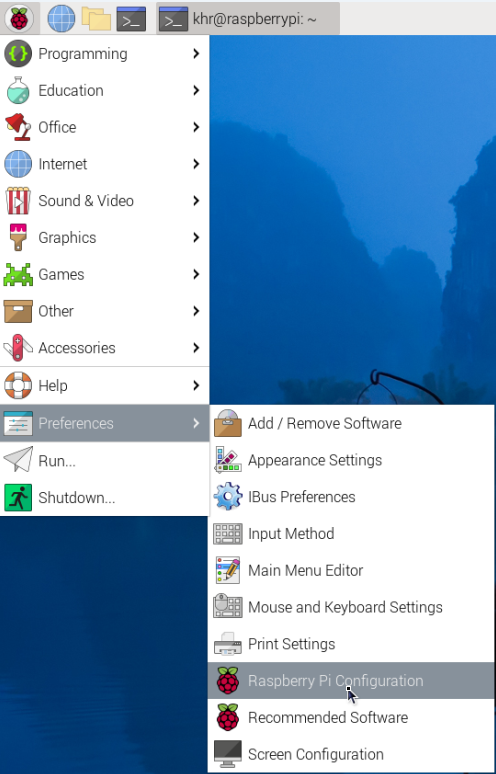 khr@raspberrypi: ~
Programming
Education
Office
Internet
Sound & Video
Graphics
Games
Other
Accessories
Help
Preferences
Run...
Shutdown...
Add / Remove Software
Appearance Settings
IBus Preferences
Input Method
Main Menu Editor
Mouse and Keyboard Settings
Print Settings
Raspberry Pi Configuration
Recommended Software
Screen Configuration